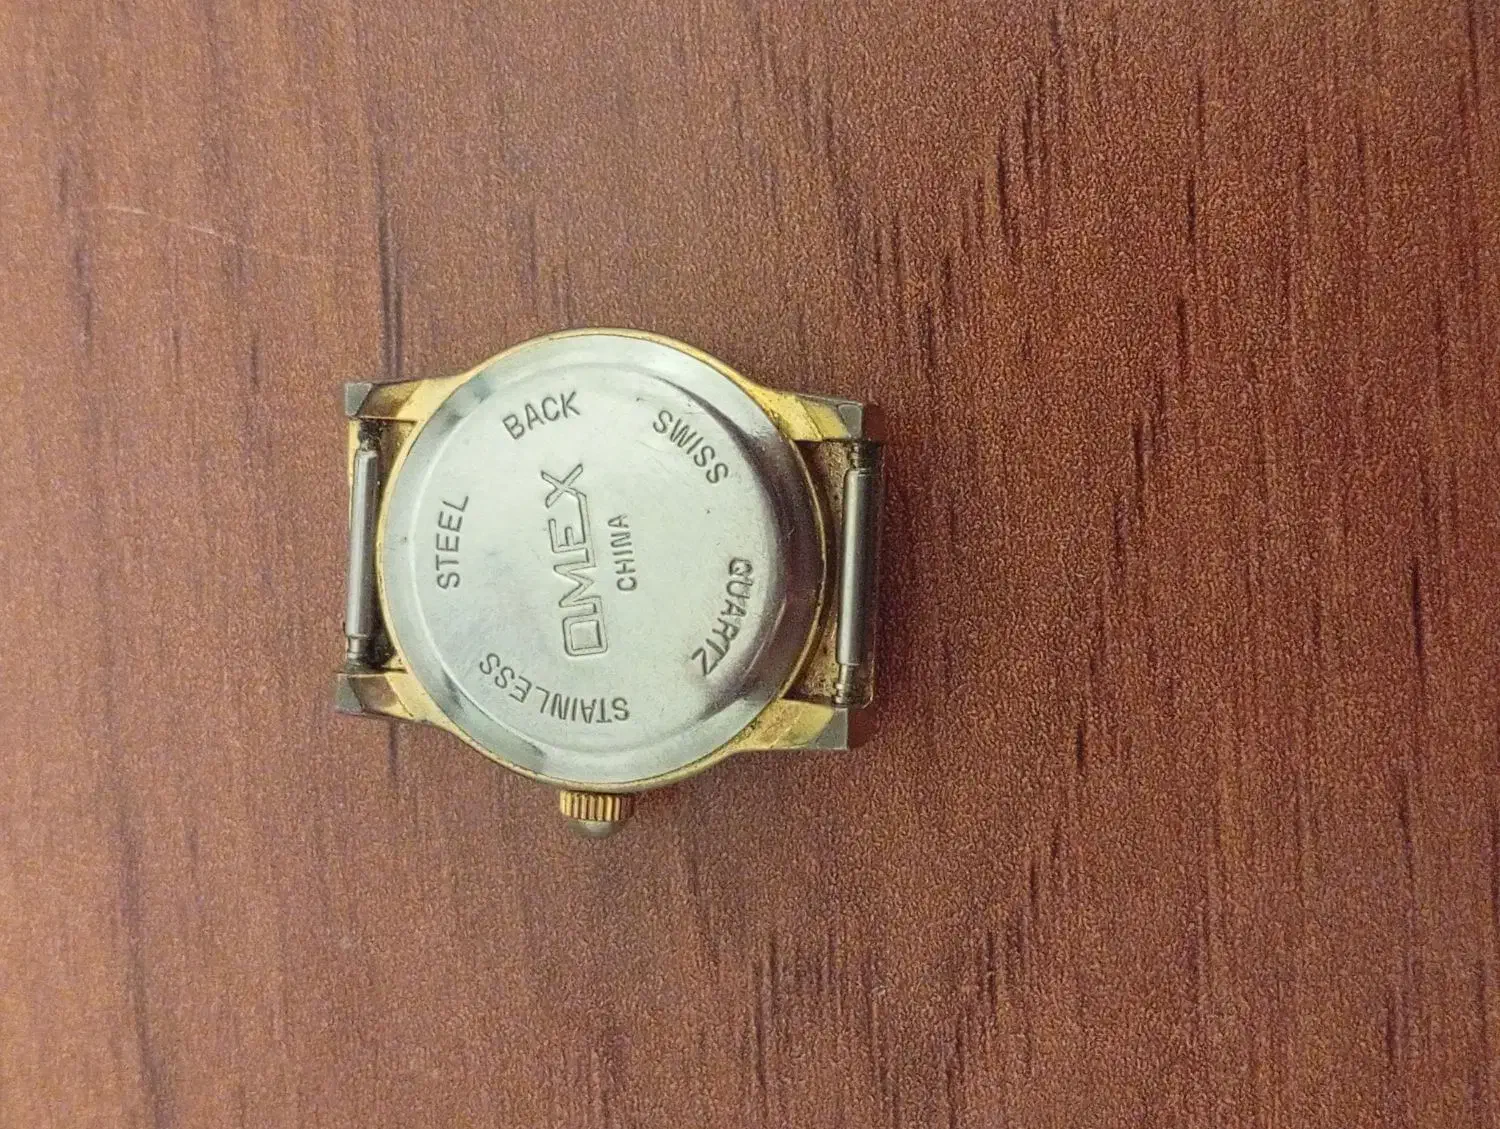 STAINLESS STEEL BACK
SWISS QUARTZ
OMEX
CHINA